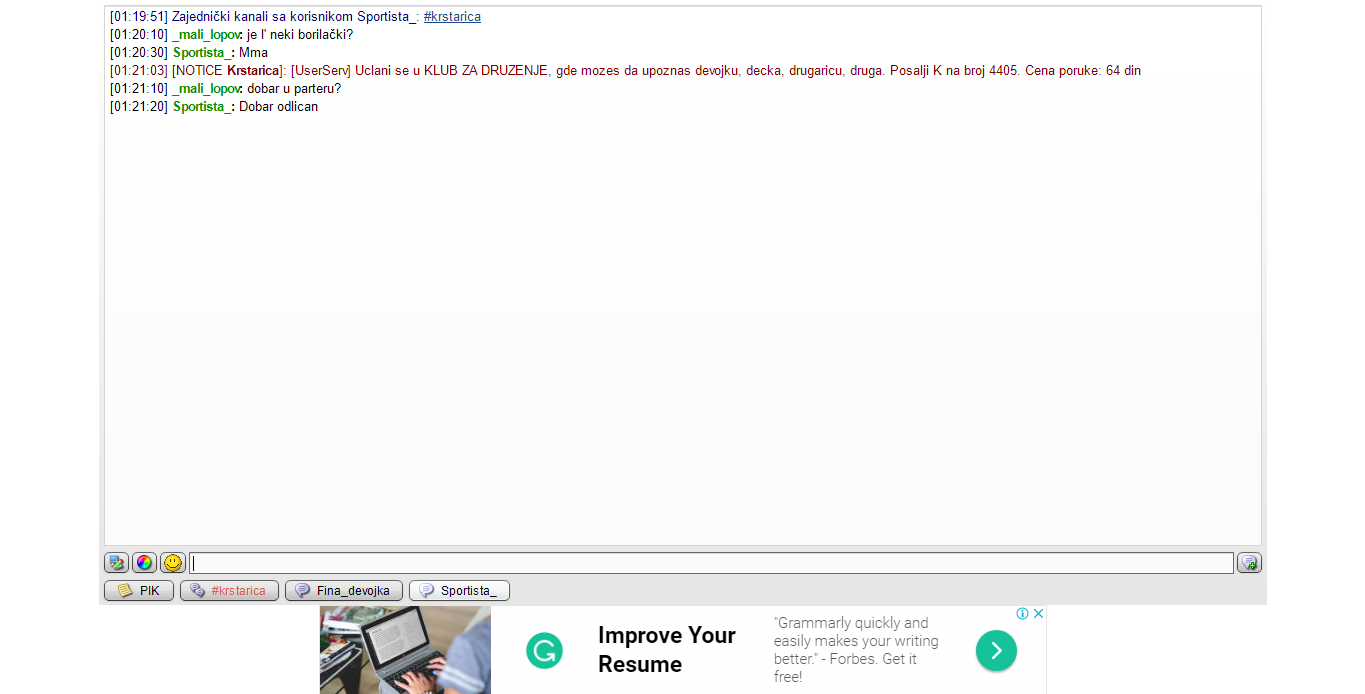 [01:19:51] Zajednički kanali sa korisnikom Sportista_: #krstarica
[01:20:10] _mali_lopov: je l' neki borilački?
[01:20:30] Sportista_: Mma
[01:21:03] [NOTICE Krstarica]: [UserServ] Uclani se u KLUB ZA DRUZENJE, gde mozes da upoznas devojku, decka, drugaricu, druga. Posalji K na broj 4405. Cena poruke: 64 din
[01:21:10] _mali_lopov: dobar u parteru?
[01:21:20] Sportista_: Dobar odlican
PIK #krstarica Fina_devojka Sportista_
Improve Your
Resume
"Grammarly quickly and
easily makes your writing
better." - Forbes. Get it
free!